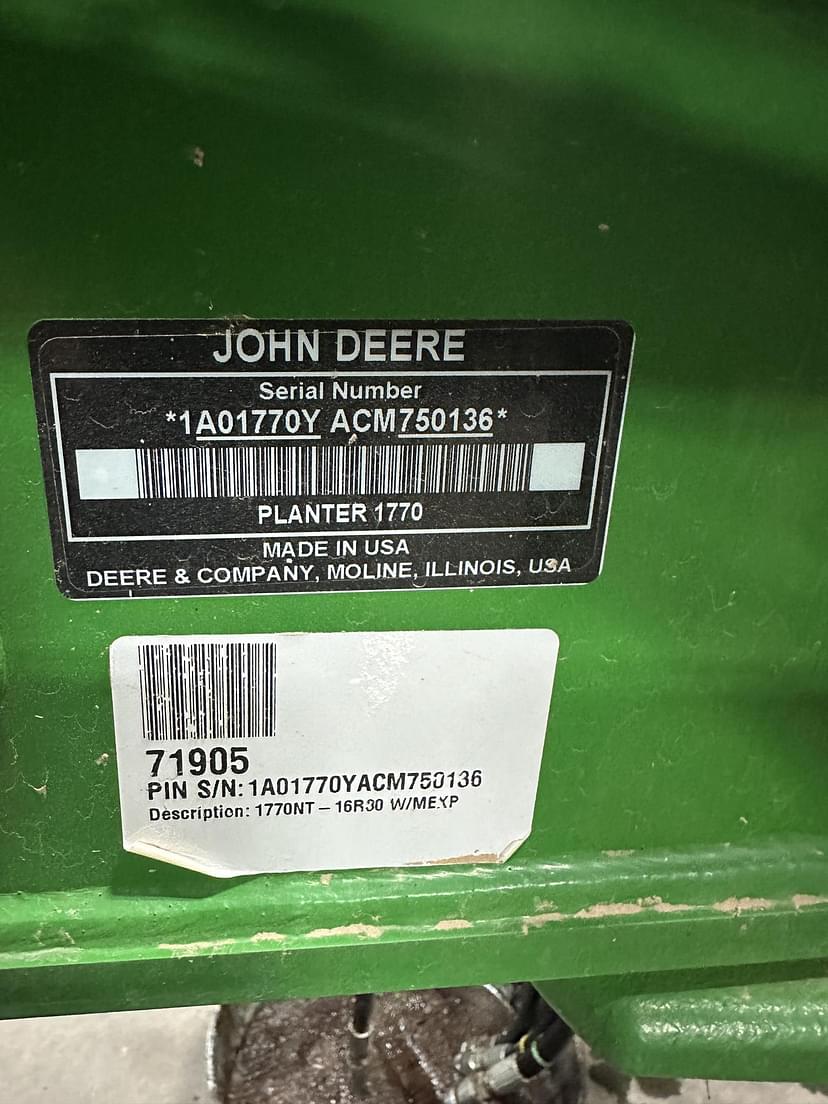 JOHN DEERE
Serial Number
*1A01770Y ACM750136*
PLANTER 1770
MADE IN USA
DEERE & COMPANY, MOLINE, ILLINOIS, USA
71905
PIN S/N: 1A01770YACM750136
Description: 1770NT – 16R30 W/MEXP